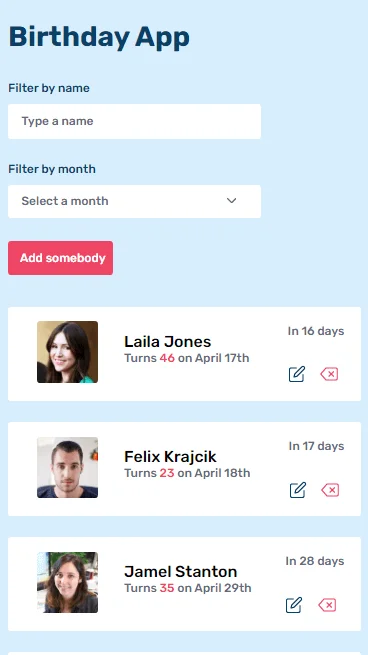 Birthday App
Filter by name
Type a name
Filter by month
Select a month
Add somebody
In 16 days
Laila Jones
Turns 46 on April 17th
In 17 days
Felix Krajcik
Turns 23 on April 18th
In 28 days
Jamel Stanton
Turns 35 on April 29th